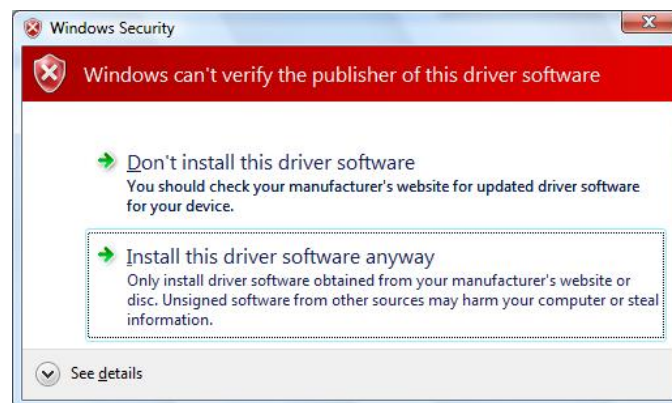 Windows Security
Windows can't verify the publisher of this driver software
Don't install this driver software
You should check your manufacturer's website for updated driver software
for your device.
Install this driver software anyway
Only install driver software obtained from your manufacturer's website or
disc. Unsigned software from other sources may harm your computer or steal
information.
See details